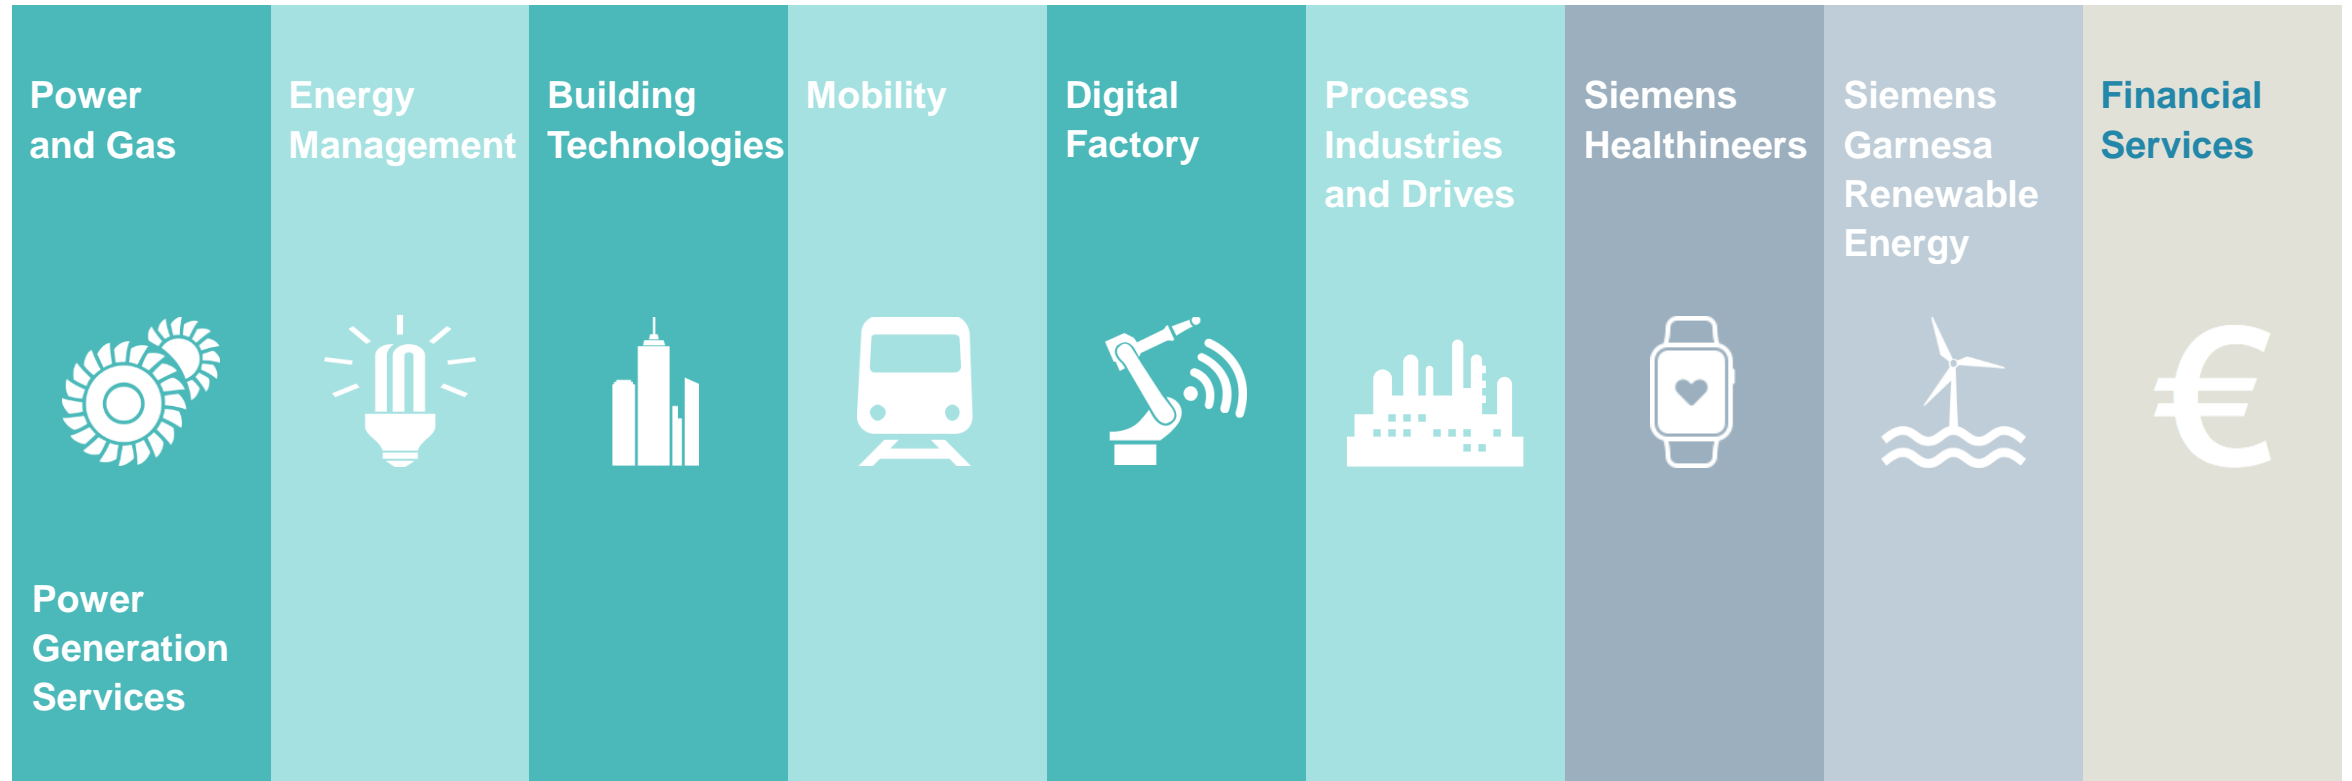 Power
and Gas
Power
Generation
Services
Energy
Management
Building
Technologies
Mobility
Digital
Factory
Process
Industries
and Drives
Siemens
Healthineers
Siemens
Garnesa
Renewable
Energy
Financial
Services
€